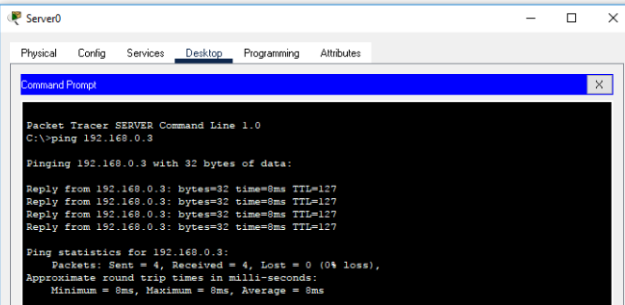 Server0
Physical Config Services Desktop Programming Attributes
Command Prompt
X
Packet Tracer SERVER Command Line 1.0
C:\>ping 192.168.0.3
Pinging 192.168.0.3 with 32 bytes of data:
Reply from 192.168.0.3: bytes=32 time=8ms TTL=127
Reply from 192.168.0.3: bytes=32 time=8ms TTL=127
Reply from 192.168.0.3: bytes=32 time=8ms TTL=127
Reply from 192.168.0.3: bytes=32 time=8ms TTL=127
Ping statistics for 192.168.0.3:
Packets: Sent = 4, Received = 4, Lost = 0 (0% loss),
Approximate round trip times in milli-seconds:
Minimum = 8ms, Maximum = 8ms, Average = 8ms